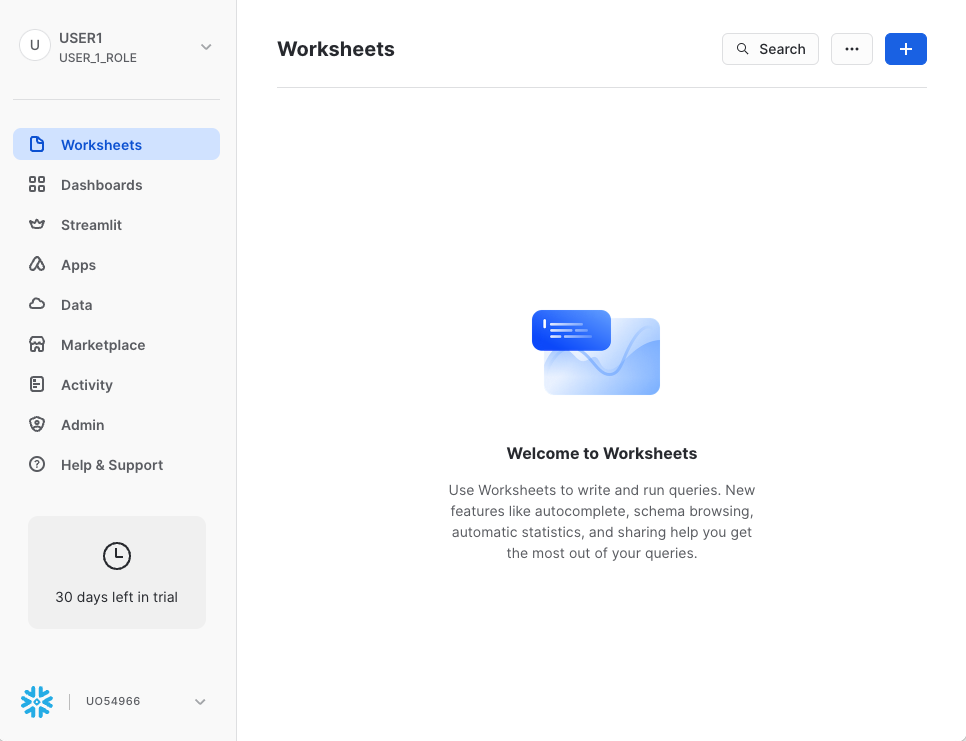 U
USER1
USER_1_ROLE
Worksheets
Dashboards
Streamlit
Apps
Data
Marketplace
Activity
Admin
Help & Support
30 days left in trial
UO54966
Worksheets
Search
Welcome to Worksheets
Use Worksheets to write and run queries. New
features like autocomplete, schema browsing,
automatic statistics, and sharing help you get
the most out of your queries.